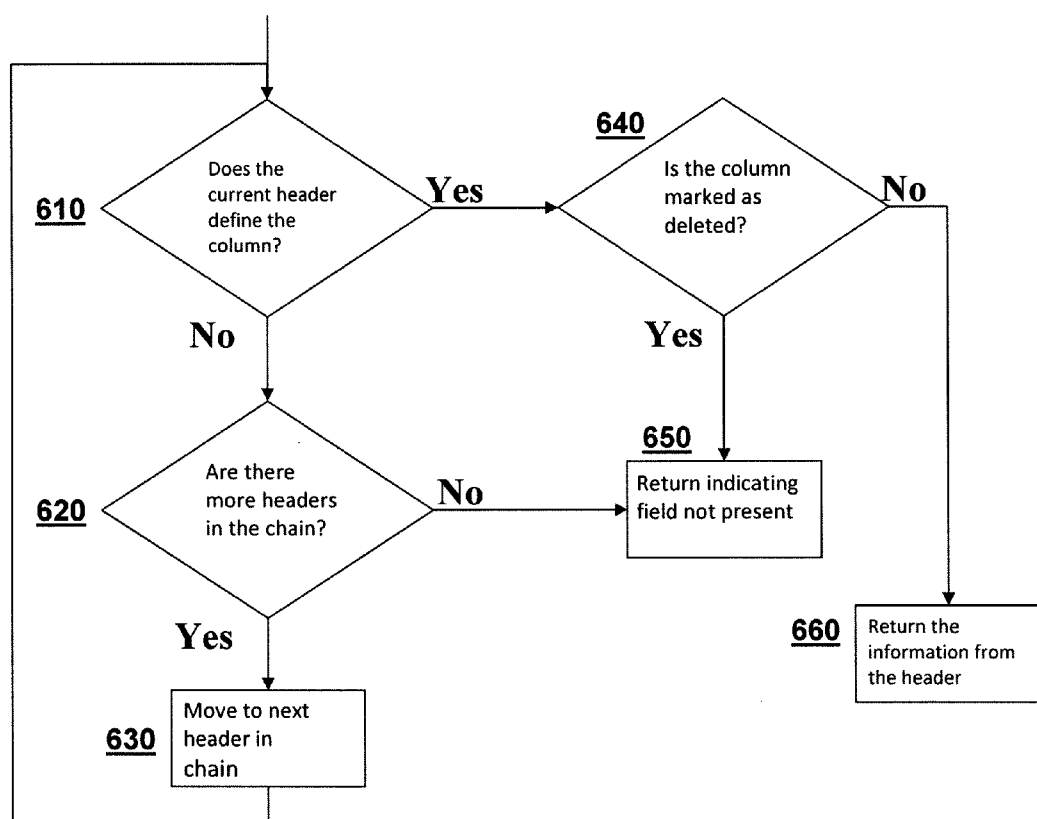 610
Does the
current header
define the
column?
Yes
640
Is the column
marked as
deleted?
No
No
Yes
620
Are there
more headers
in the chain?
No
650
Return indicating
field not present
Yes
660
Return the
information from
the header
630
Move to next
header in
chain